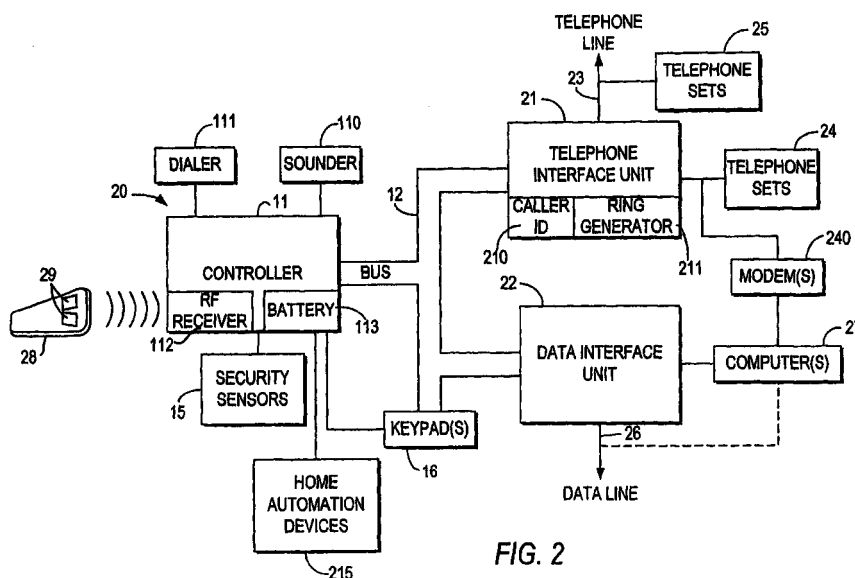 TELEPHONE
LINE
25
23
TELEPHONE
SETS
21
24
111
110
DIALER
SOUNDER
TELEPHONE
INTERFACE UNIT
TELEPHONE
SETS
20
11
12
CALLER
ID
RING
GENERATOR
210
211
240
29
CONTROLLER
BUS
MODEM(S)
22
RF
RECEIVER
BATTERY
28
112
113
DATA INTERFACE
UNIT
COMPUTER(S)
SECURITY
SENSORS
15
KEYPAD(S)
16
26
HOME
AUTOMATION
DEVICES
DATA LINE
215
FIG. 2